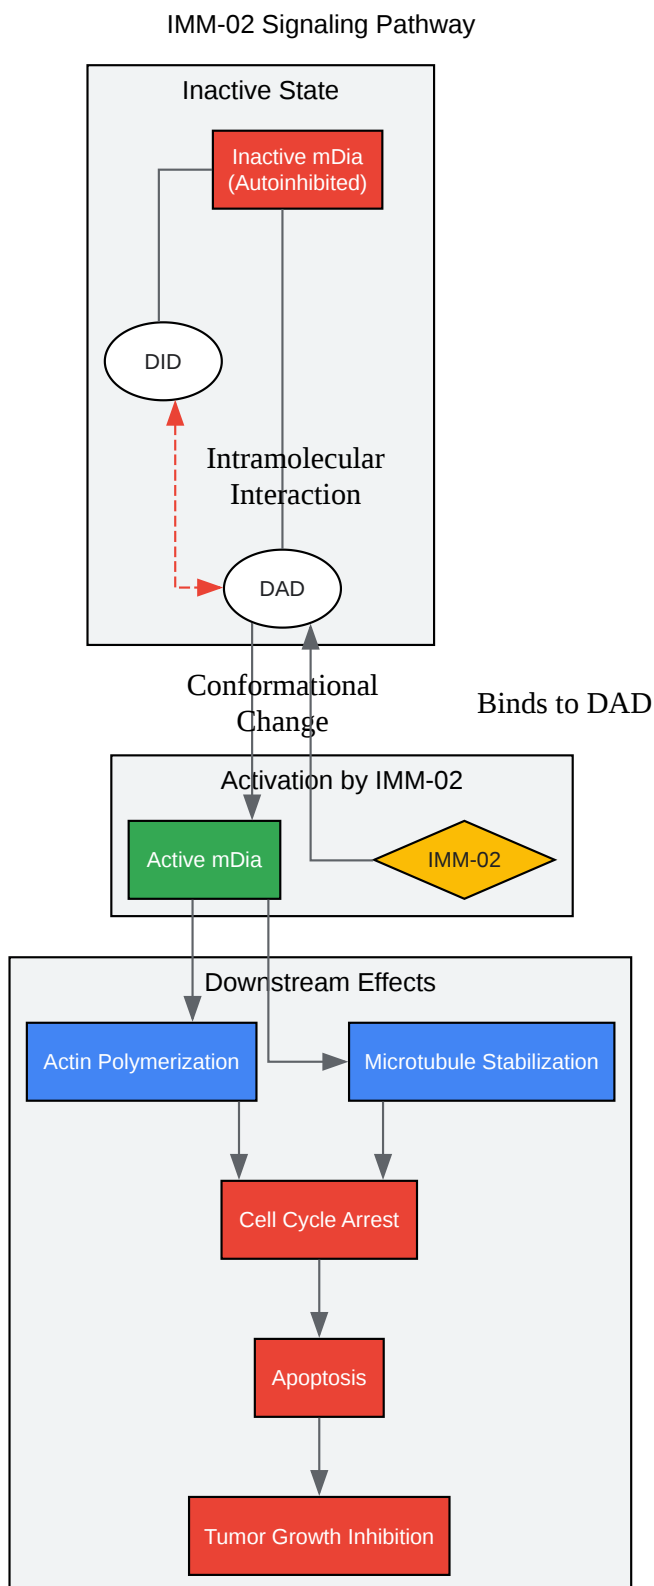 IMM-02 Signaling Pathway
Inactive State
Inactive mDia
(Autoinhibited)
DID
Intramolecular
Interaction
DAD
Conformational
Change
Binds to DAD
Activation by IMM-02
Active mDia
IMM-02
Downstream Effects
Actin Polymerization
Microtubule Stabilization
Cell Cycle Arrest
Apoptosis
Tumor Growth Inhibition